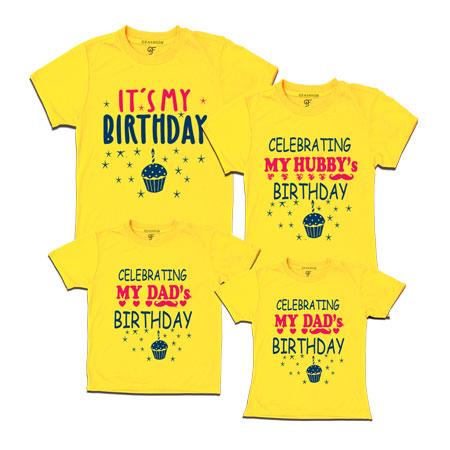 IT'S MY
BIRTHDAY
CELEBRATING
MY HUBBY's
BIRTHDAY
CELEBRATING
MY DAD's
BIRTHDAY
CELEBRATING
MY DAD's
BIRTHDAY